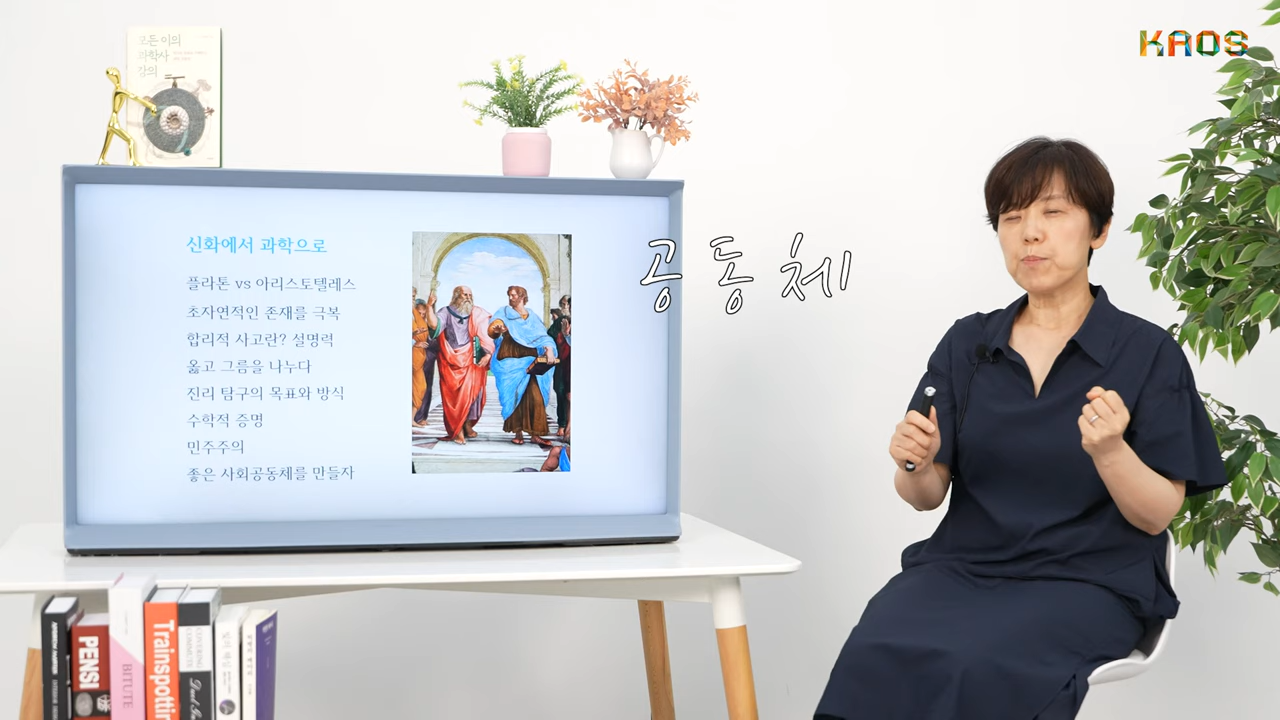 KAOS
모든 이의
과학사
강의
신화에서 과학으로
플라톤 vs 아리스토텔레스
초자연적인 존재를 극복
합리적 사고란? 설명력
옳고 그름을 나누다
진리 탐구의 목표와 방식
수학적 증명
민주주의
좋은 사회공동체를 만들자
공동체
PENSI
BITUTE
Trainspottin